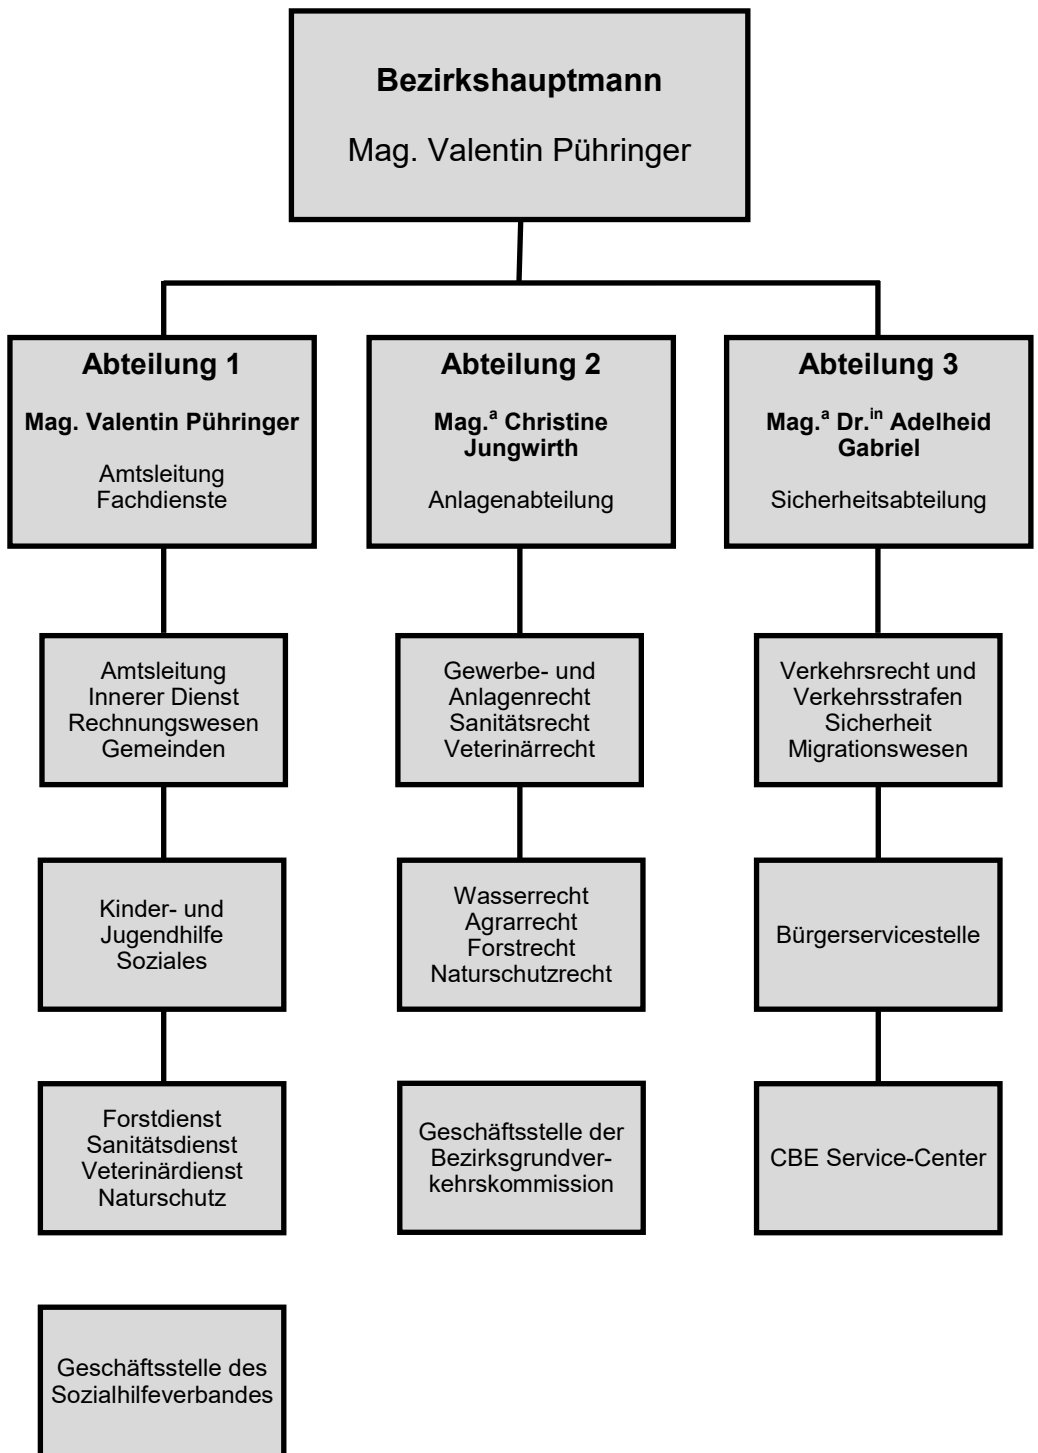 Bezirkshauptmann
Mag. Valentin Pühringer
Abteilung 1
Mag. Valentin Pühringer
Amtsleitung
Fachdienste
Abteilung 2
Mag.ª Christine
Jungwirth
Anlagenabteilung
Abteilung 3
Mag.ª Dr.ⁱⁿ Adelheid
Gabriel
Sicherheitsabteilung
Amtsleitung
Innerer Dienst
Rechnungswesen
Gemeinden
Gewerbe- und
Anlagenrecht
Sanitätsrecht
Veterinärrecht
Verkehrsrecht und
Verkehrsstrafen
Sicherheit
Migrationswesen
Kinder- und
Jugendhilfe
Soziales
Wasserrecht
Agrarrecht
Forstrecht
Naturschutzrecht
Bürgerservicestelle
Forstdienst
Sanitätsdienst
Veterinärdienst
Naturschutz
Geschäftsstelle der
Bezirksgrundver-
kehrskommission
CBE Service-Center
Geschäftsstelle des
Sozialhilfeverbandes